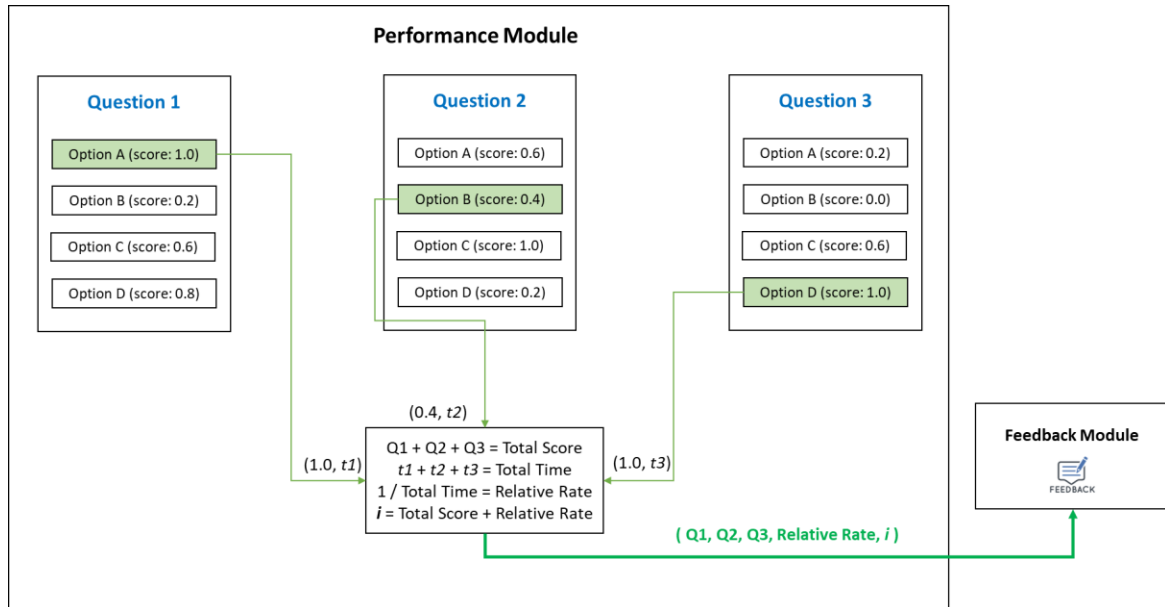 Performance Module
Question 1
Option A (score: 1.0)
Option B (score: 0.2)
Option C (score: 0.6)
Option D (score: 0.8)
Question 2
Option A (score: 0.6)
Option B (score: 0.4)
Option C (score: 1.0)
Option D (score: 0.2)
Question 3
Option A (score: 0.2)
Option B (score: 0.0)
Option C (score: 0.6)
Option D (score: 1.0)
(1.0, t1)
(0.4, t2)
(1.0, t3)
Q1 + Q2 + Q3 = Total Score
t1 + t2 + t3 = Total Time
1 / Total Time = Relative Rate
i = Total Score + Relative Rate
( Q1, Q2, Q3, Relative Rate, i )
Feedback Module
FEEDBACK